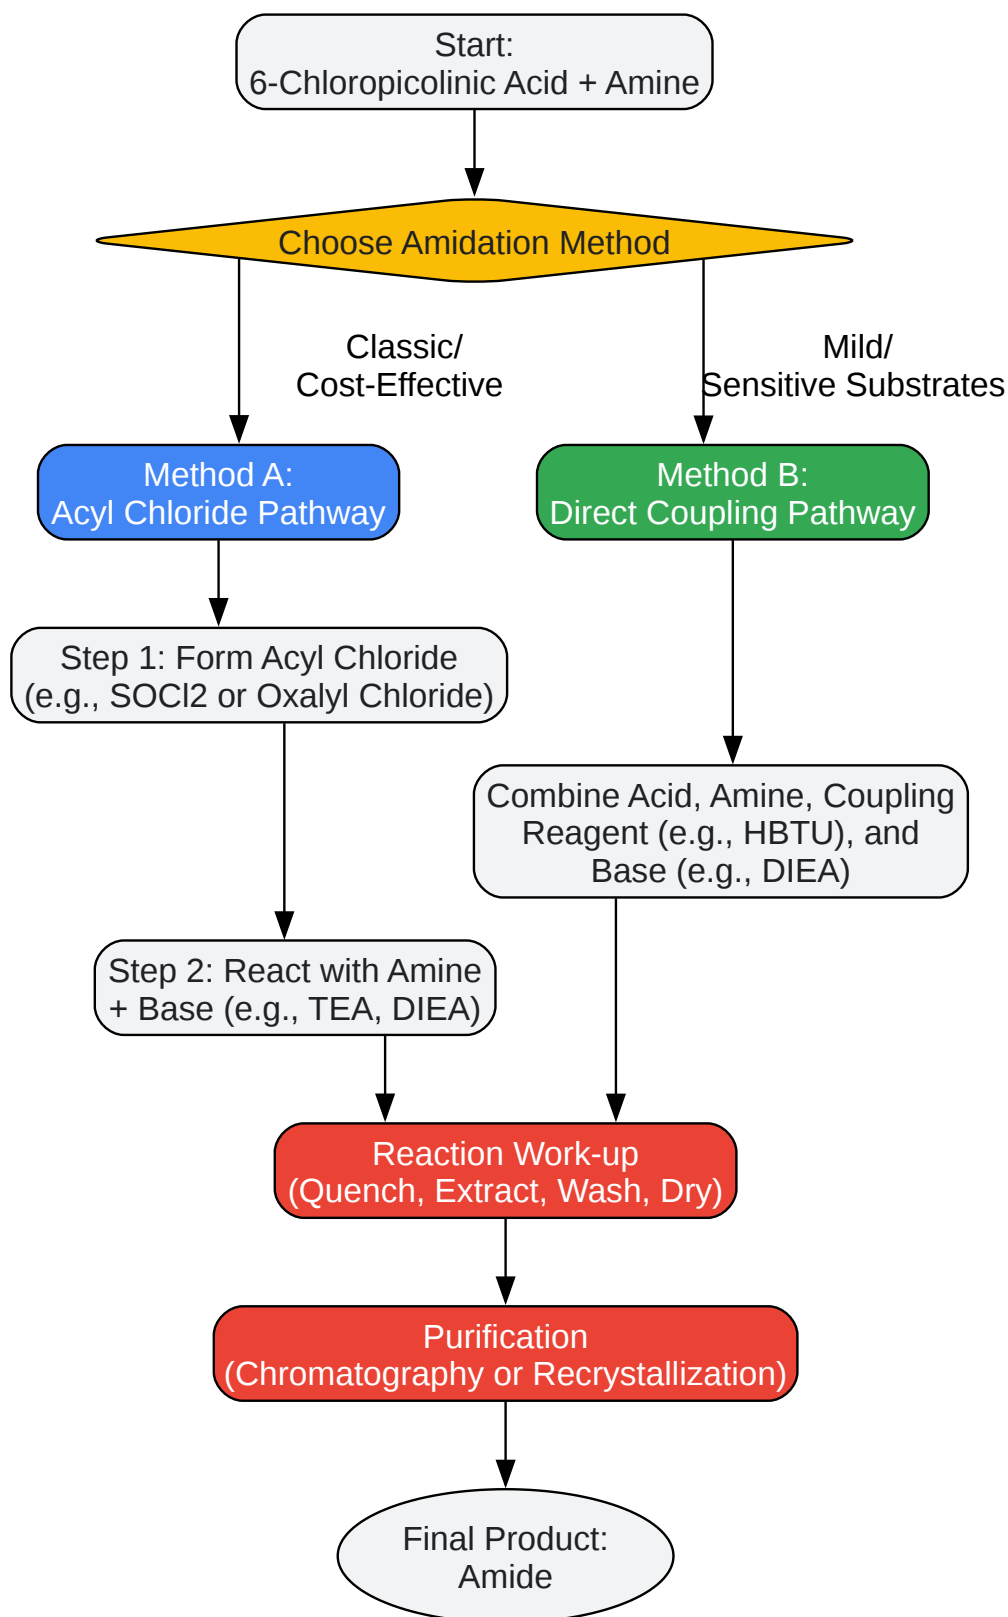 Start:
6-Chloropicolinic Acid + Amine
Choose Amidation Method
Classic/
Cost-Effective
Mild/
Sensitive Substrates
Method A:
Acyl Chloride Pathway
Method B:
Direct Coupling Pathway
Step 1: Form Acyl Chloride
(e.g., SOCl2 or Oxalyl Chloride)
Combine Acid, Amine, Coupling
Reagent (e.g., HBTU), and
Base (e.g., DIEA)
Step 2: React with Amine
+ Base (e.g., TEA, DIEA)
Reaction Work-up
(Quench, Extract, Wash, Dry)
Purification
(Chromatography or Recrystallization)
Final Product:
Amide